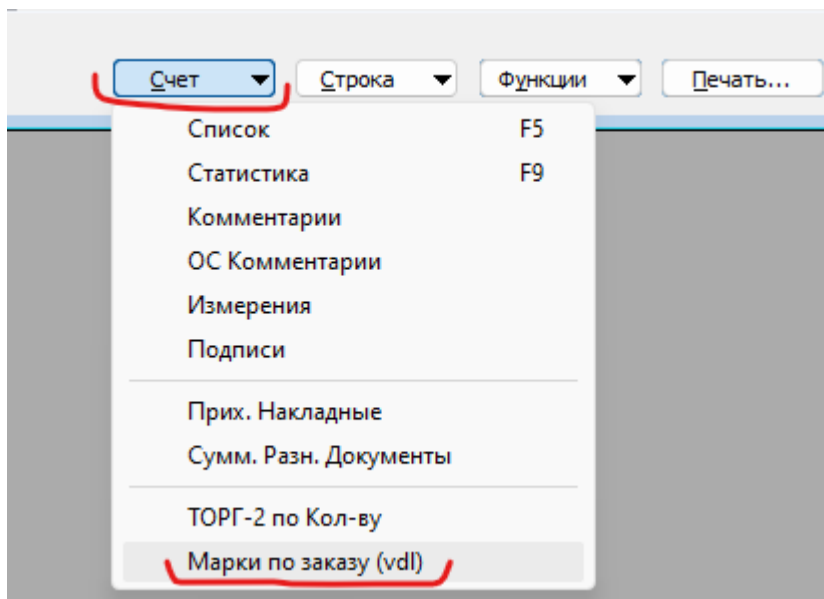 Счет Строка Функции Печать...
Список F5
Статистика F9
Комментарии
ОС Комментарии
Измерения
Подписи
Прих. Накладные
Сумм. Разн. Документы
ТОРГ-2 по Кол-ву
Марки по заказу (vdl)